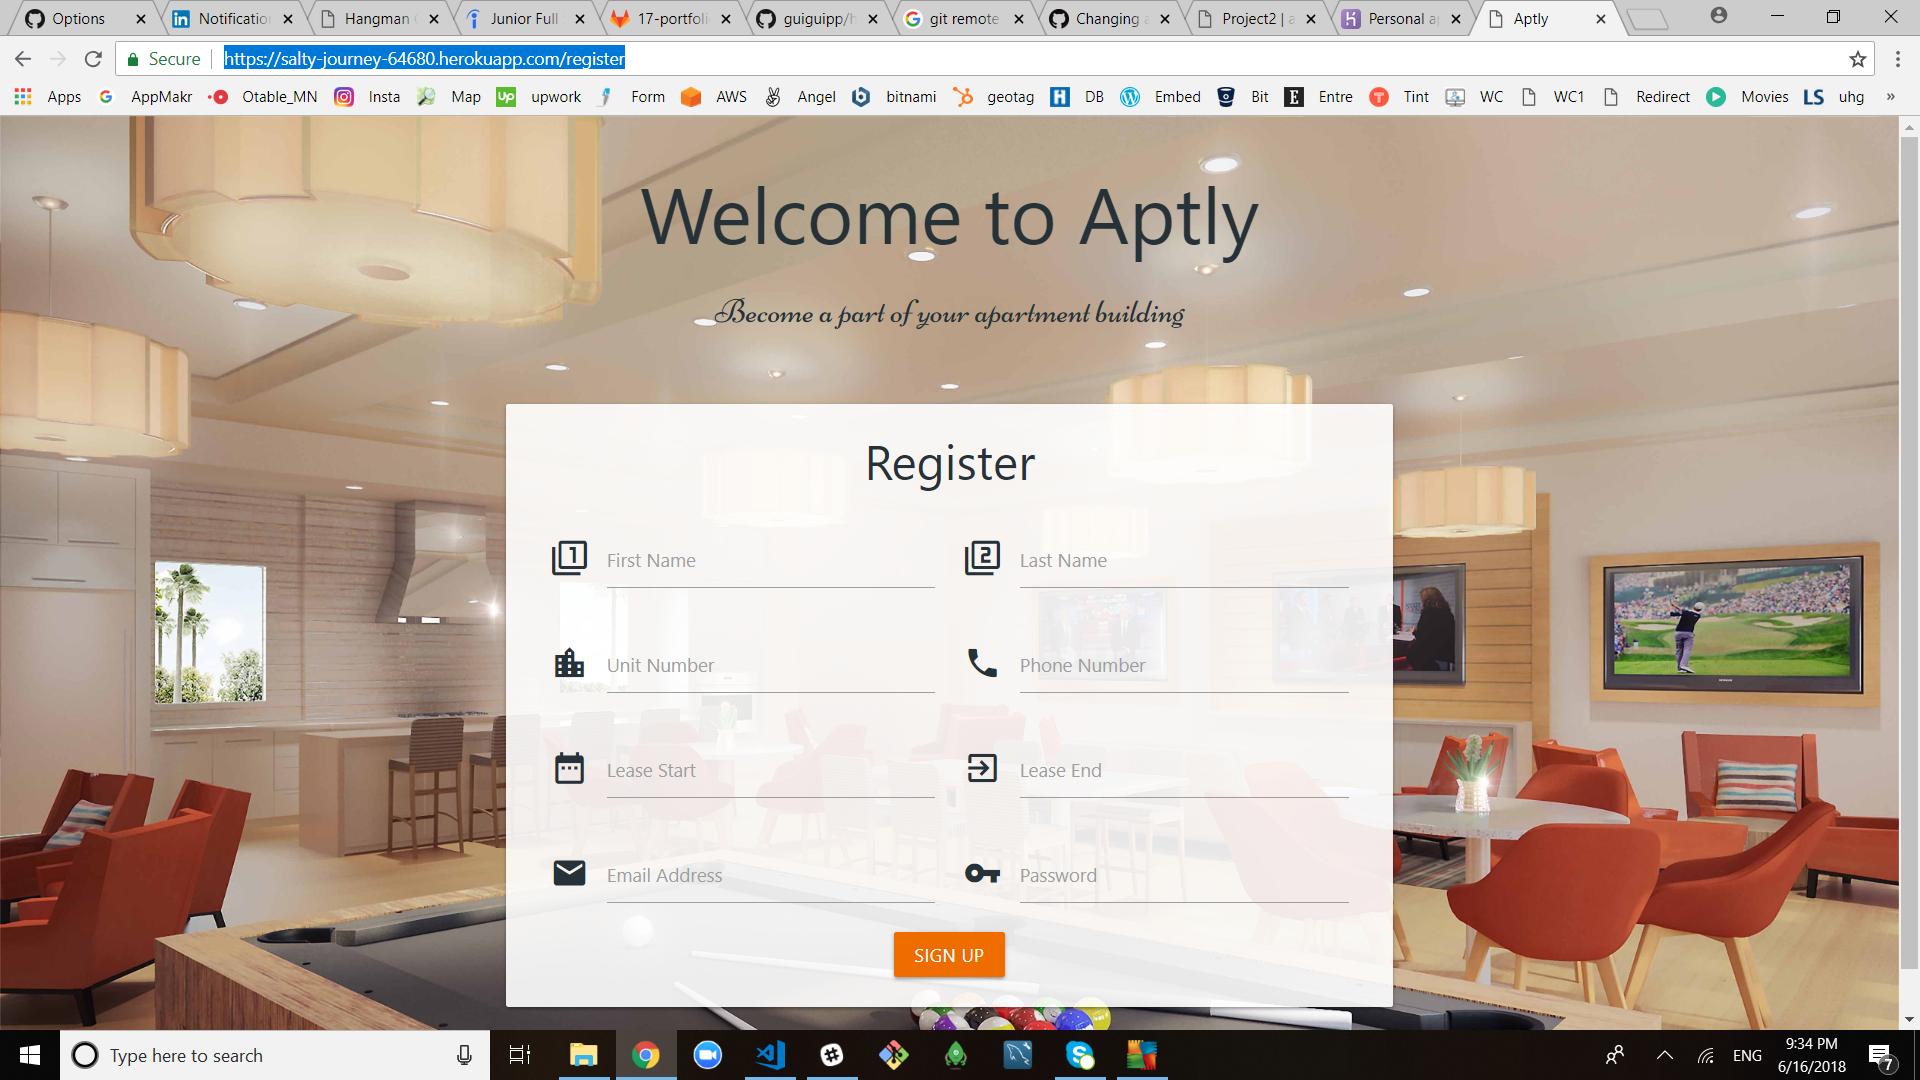 Options
Notificatio
Hangman
Junior Full
17-portfoli
guiguipp/h
git remote
Changing a
Project2 | a
Personal a
Aptly
Secure
https://salty-journey-64680.herokuapp.com/register
Apps
AppMakr
Otable_MN
Insta
Map
upwork
Form
AWS
Angel
bitnami
geotag
DB
Embed
Bit
Entre
Tint
WC
WC1
Redirect
Movies
uhg
»
Welcome to Aptly
Become a part of your apartment building
Register
First Name
Last Name
Unit Number
Phone Number
Lease Start
Lease End
Email Address
Password
SIGN UP
Type here to search
ENG
9:34 PM
6/16/2018
7